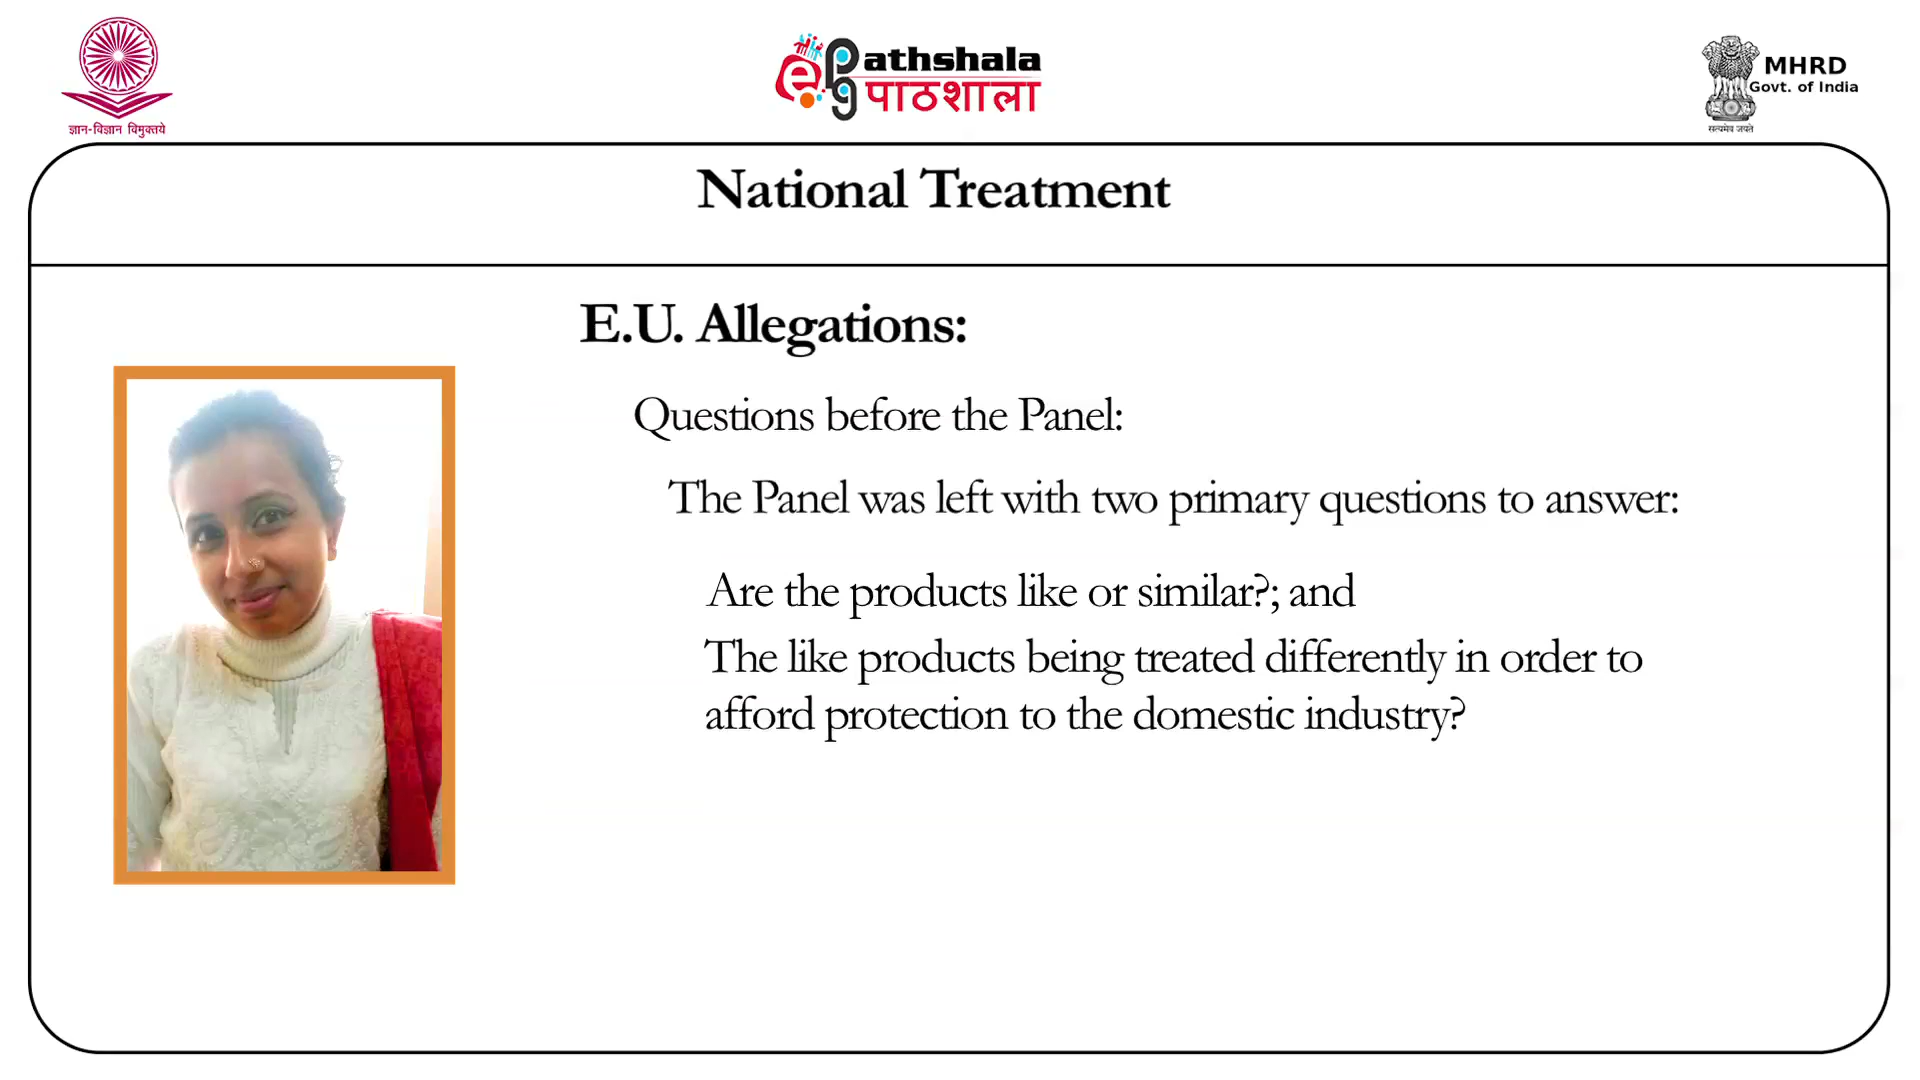 ज्ञान-विज्ञान विमुक्तये
e Pg athshala
पाठशाला
सत्यमेव जयते
MHRD
Govt. of India
National Treatment
E.U. Allegations:
Questions before the Panel:
The Panel was left with two primary questions to answer:
Are the products like or similar?; and
The like products being treated differently in order to
afford protection to the domestic industry?